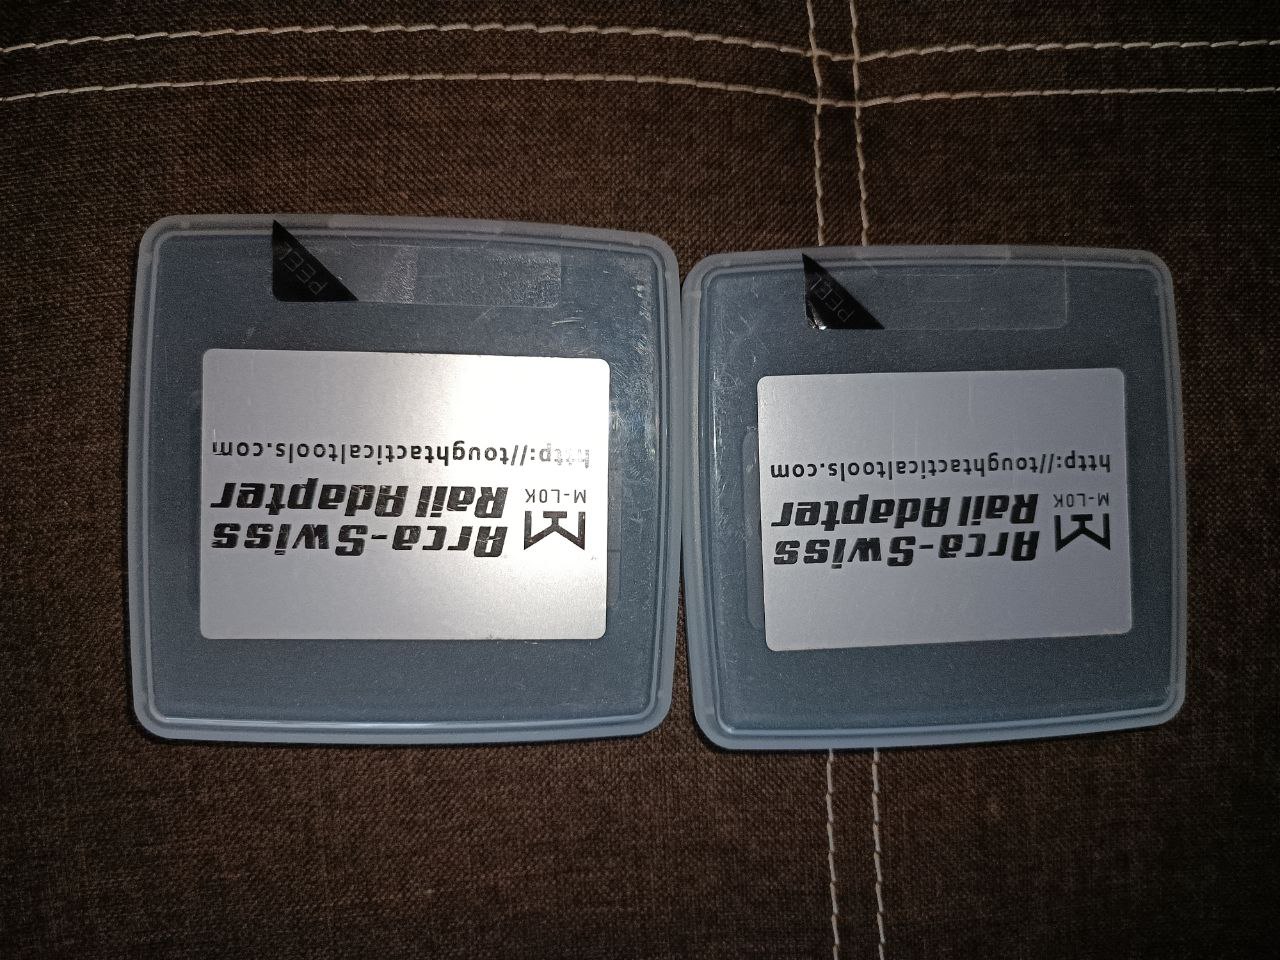 Arca-Swiss
Rail Adapter
M-LOK
http://toughtacticaltools.com
PEEL
Arca-Swiss
Rail Adapter
M-LOK
http://toughtacticaltools.com
PEEL